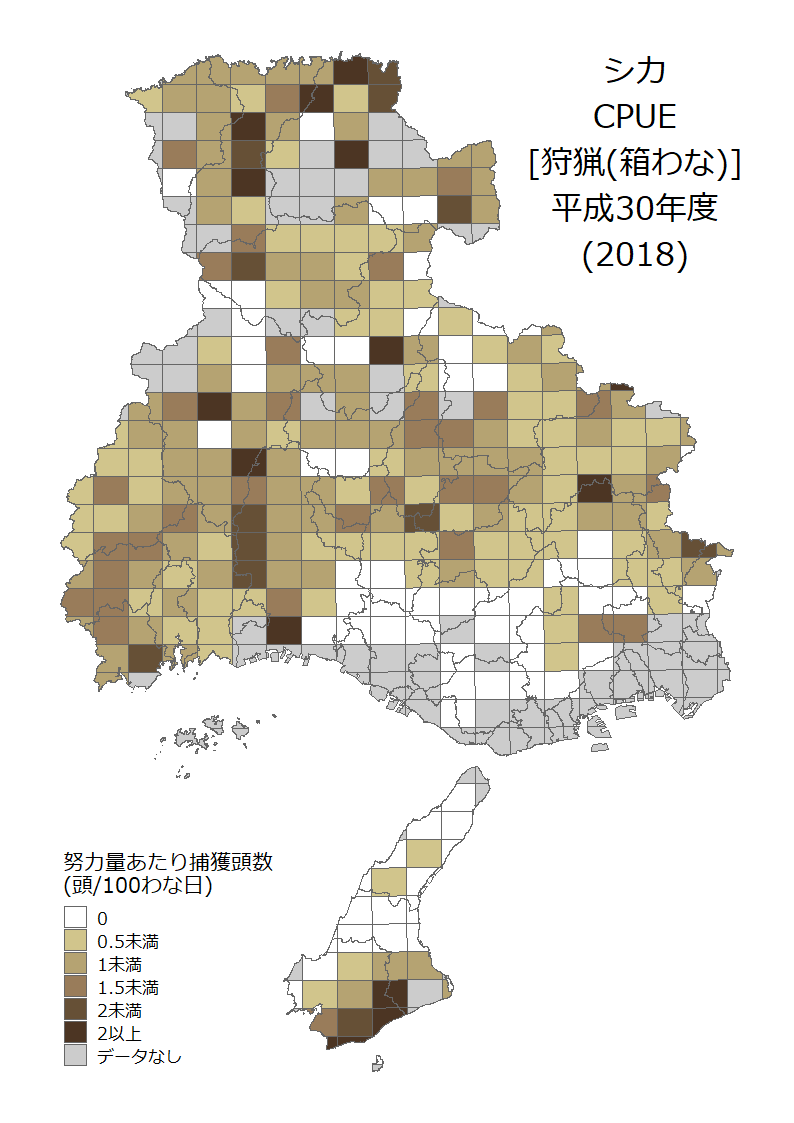 シカ
CPUE
[狩猟(箱わな)]
平成30年度
(2018)
努力量あたり捕獲頭数
(頭/100わな日)
0
0.5未満
1未満
1.5未満
2未満
2以上
データなし